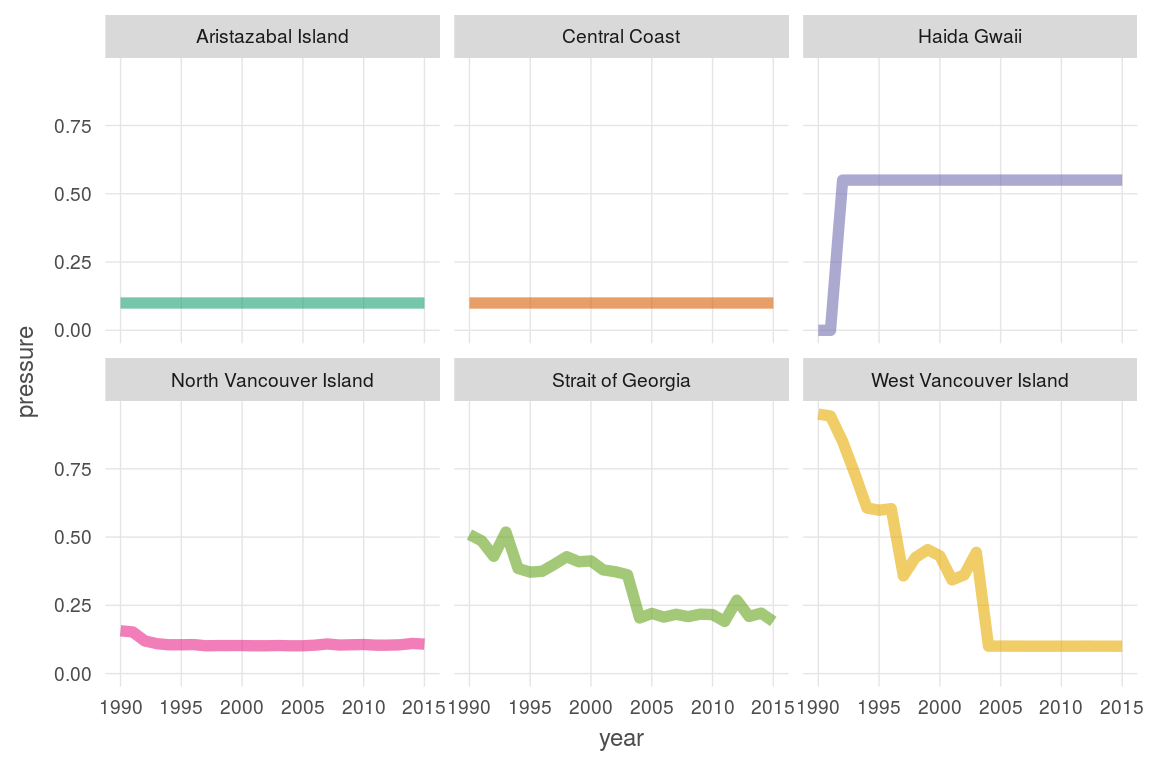 Aristazabal Island Central Coast Haida Gwaii
0.75
0.50
0.25
0.00
pressure
North Vancouver Island Strait of Georgia West Vancouver Island
0.75
0.50
0.25
0.00
1990 1995 2000 2005 2010 2015 1990 1995 2000 2005 2010 2015 1990 1995 2000 2005 2010 2015
year